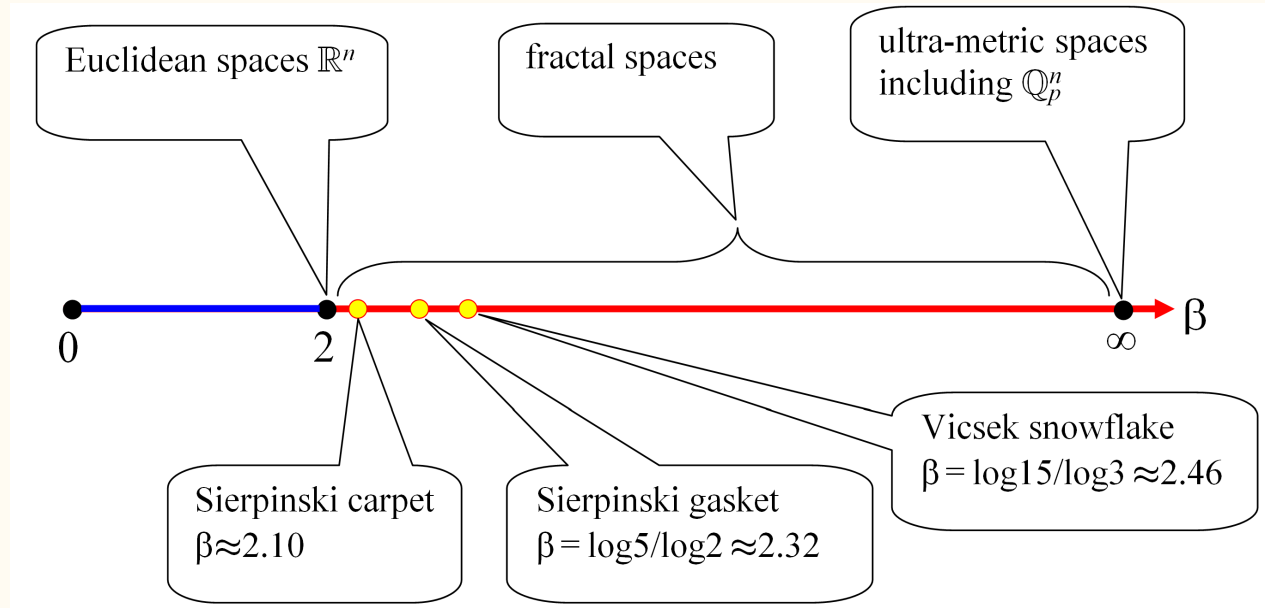 Euclidean spaces ℝⁿ
fractal spaces
ultra-metric spaces
including ℚₚⁿ
0
2
∞
β
Sierpinski carpet
β≈2.10
Sierpinski gasket
β = log5/log2 ≈2.32
Vicsek snowflake
β = log15/log3 ≈2.46